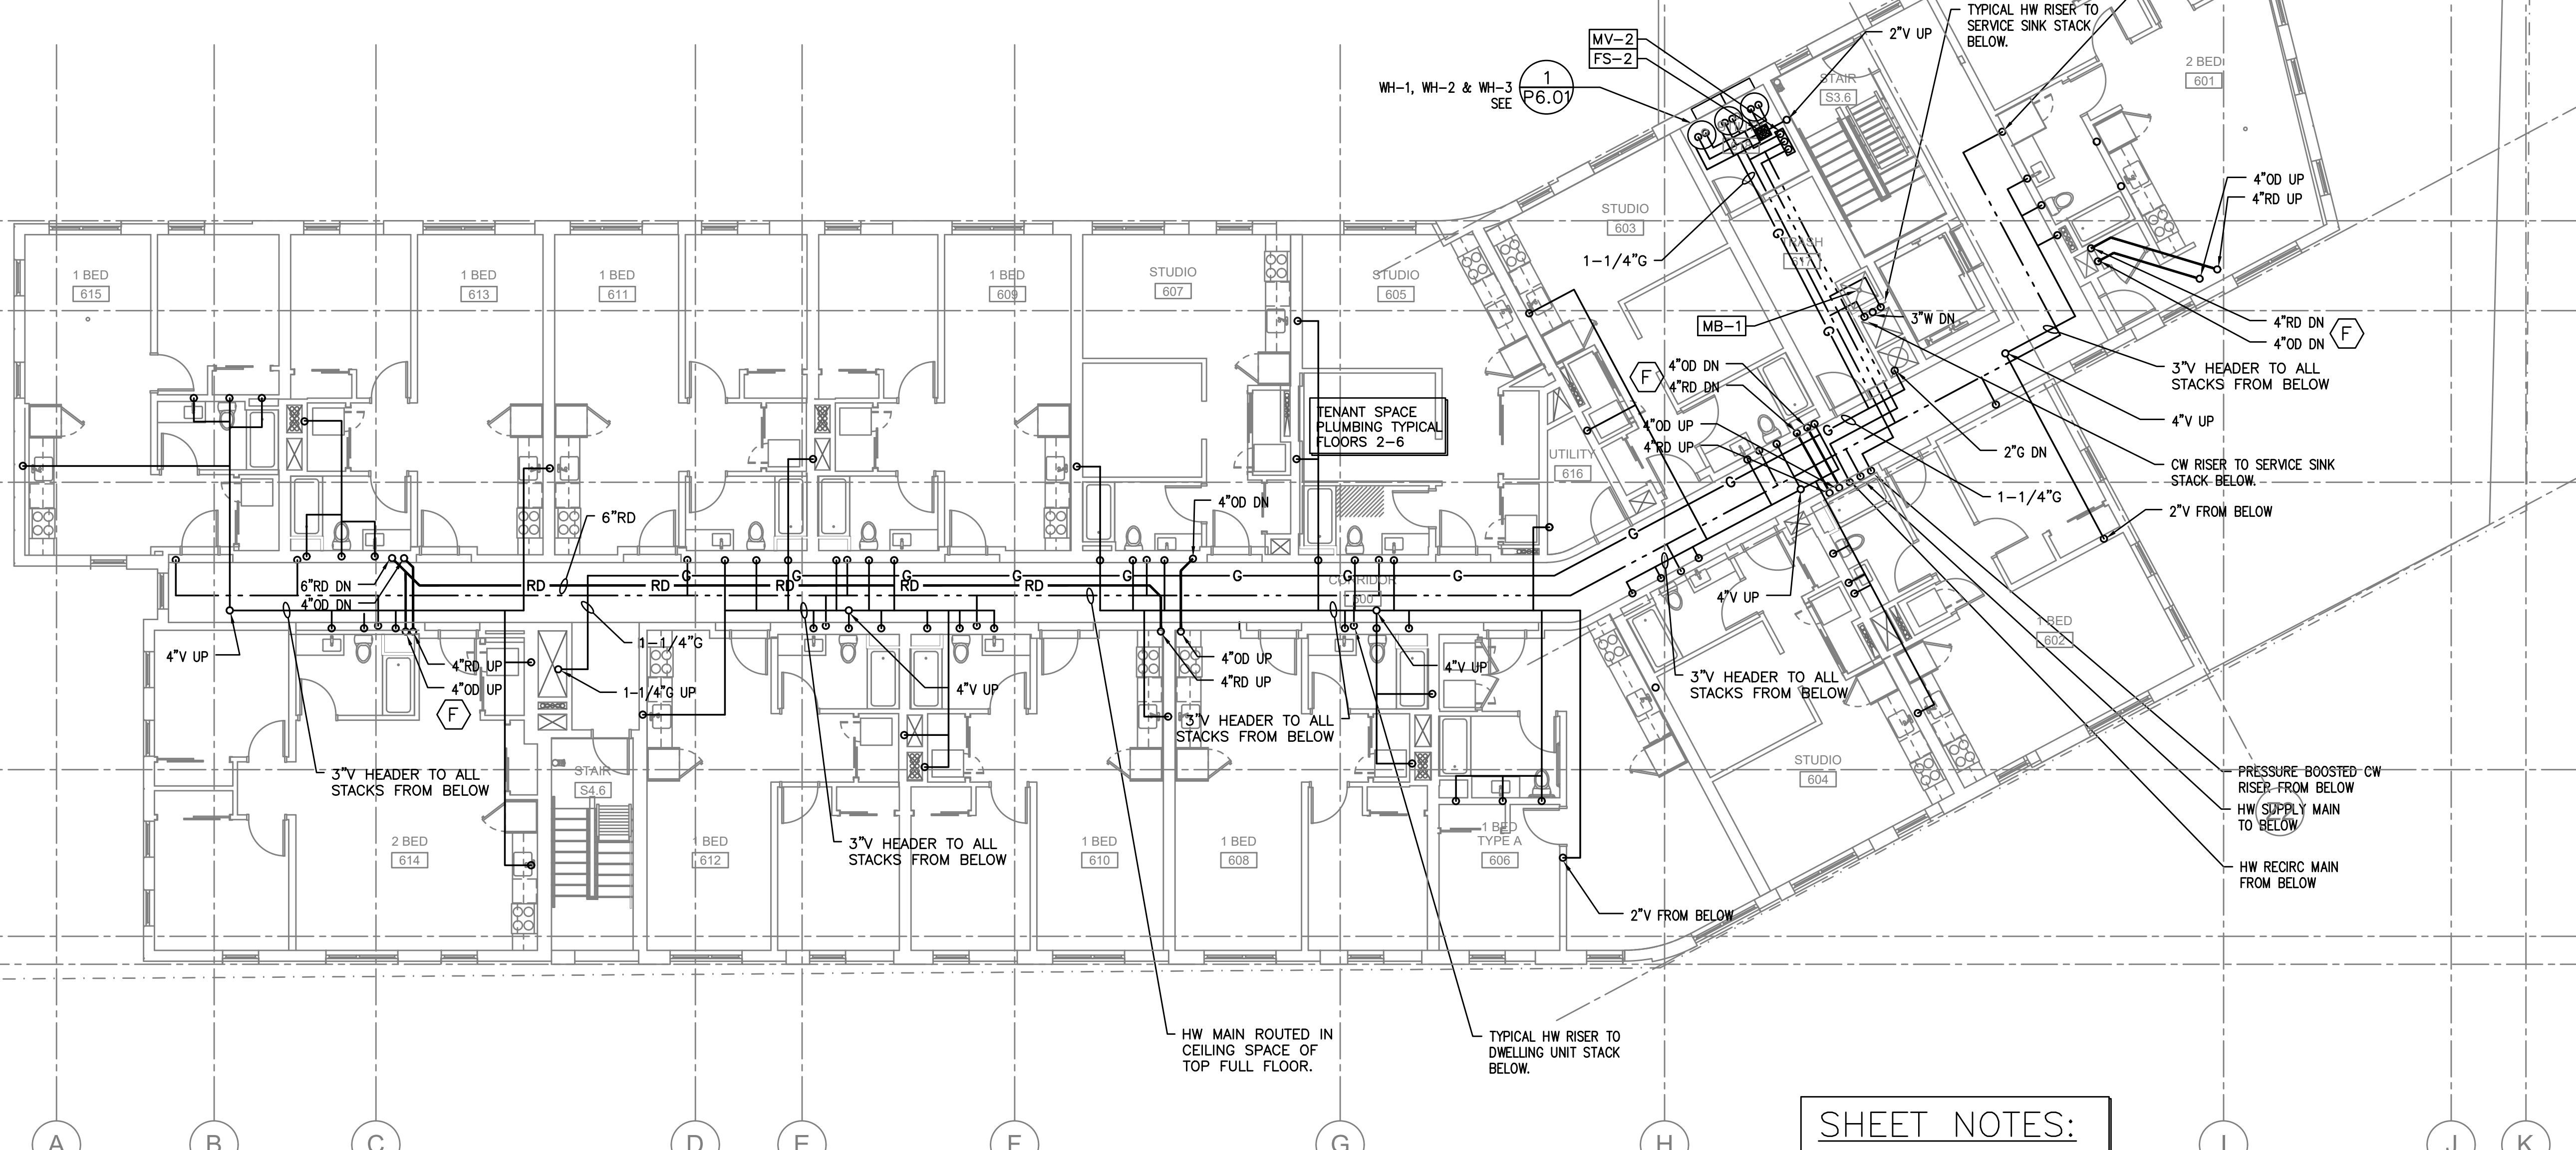 TYPICAL HW RISER TO
SERVICE SINK STACK
BELOW.
2"V UP
MV-2
FS-2
WH-1, WH-2 & WH-3
SEE
1
P6.01
STAIR
S3.6
2 BED
601
4"OD UP
4"RD UP
STUDIO
603
1-1/4"G
G
TRASH
617
1 BED
615
1 BED
613
1 BED
611
1 BED
609
STUDIO
607
STUDIO
605
MB-1
3"W DN
4"RD DN
4"OD DN
F
G
3"V HEADER TO ALL
STACKS FROM BELOW
F
4"OD DN
4"RD DN
4"OD UP
4"RD UP
4"V UP
TENANT SPACE
PLUMBING TYPICAL
FLOORS 2-6
UTILITY
616
G
G
G
2"G DN
CW RISER TO SERVICE SINK
STACK BELOW.
1-1/4"G
2"V FROM BELOW
4"OD DN
6"RD
G
G
G
G
G
G
G
G
RD
RD
RD
RD
RD
6"RD DN
4"OD DN
CORRIDOR
600
4"V UP
4"V UP
4"RD UP
4"OD UP
F
1-1/4"G
1-1/4"G UP
4"V UP
4"OD UP
4"RD UP
4"V UP
3"V HEADER TO ALL
STACKS FROM BELOW
1 BED
602
3"V HEADER TO ALL
STACKS FROM BELOW
3"V HEADER TO ALL
STACKS FROM BELOW
STAIR
S4.6
STUDIO
604
PRESSURE BOOSTED CW
RISER FROM BELOW
HW SUPPLY MAIN
TO BELOW
22
3"V HEADER TO ALL
STACKS FROM BELOW
2 BED
614
1 BED
612
1 BED
610
1 BED
608
1 BED
TYPE A
606
HW RECIRC MAIN
FROM BELOW
2"V FROM BELOW
HW MAIN ROUTED IN
CEILING SPACE OF
TOP FULL FLOOR.
TYPICAL HW RISER TO
DWELLING UNIT STACK
BELOW.
SHEET NOTES:
A
B
C
D
E
F
G
H
I
J
K